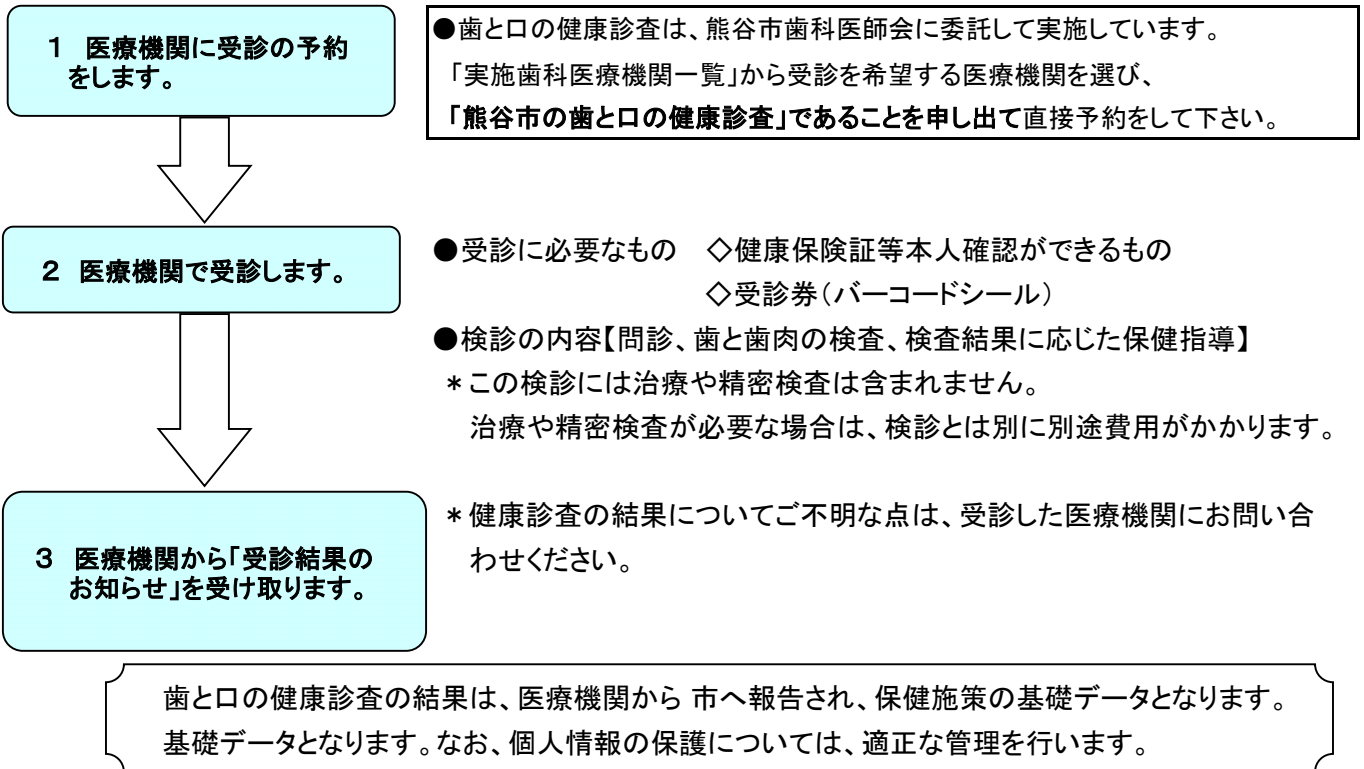 １　医療機関に受診の予約
をします。
●歯と口の健康診査は、熊谷市歯科医師会に委託して実施しています。
「実施歯科医療機関一覧」から受診を希望する医療機関を選び、
「熊谷市の歯と口の健康診査」であることを申し出て直接予約をして下さい。
２　医療機関で受診します。
●受診に必要なもの　◇健康保険証等本人確認ができるもの
◇受診券（バーコードシール）
●検診の内容【問診、歯と歯肉の検査、検査結果に応じた保健指導】
＊この検診には治療や精密検査は含まれません。
治療や精密検査が必要な場合は、検診とは別に別途費用がかかります。
３　医療機関から「受診結果の
お知らせ」を受け取ります。
＊健康診査の結果についてご不明な点は、受診した医療機関にお問い合
わせください。
歯と口の健康診査の結果は、医療機関から 市へ報告され、保健施策の基礎データとなります。
基礎データとなります。なお、個人情報の保護については、適正な管理を行います。